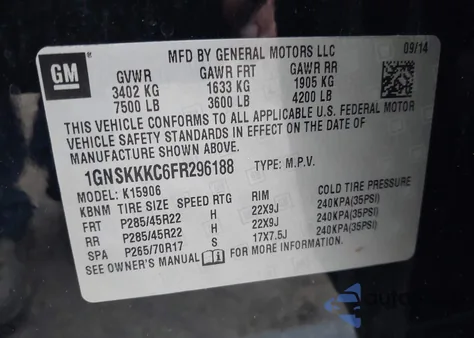 GM
MFD BY GENERAL MOTORS LLC 09/14
GVWR GAWR FRT GAWR RR
3402 KG 1633 KG 1905 KG
7500 LB 3600 LB 4200 LB
THIS VEHICLE CONFORMS TO ALL APPLICABLE U.S. FEDERAL MOTOR
VEHICLE SAFETY STANDARDS IN EFFECT ON THE DATE OF
MANUFACTURE SHOWN ABOVE.
1GNSKKKC6FR296188 TYPE: M.P.V.
MODEL: K15906
KBNM TIRE SIZE SPEED RTG RIM COLD TIRE PRESSURE
FRT P285/45R22 H 22X9J 240KPA(35PSI)
RR P285/45R22 H 22X9J 240KPA(35PSI)
SPA P265/70R17 S 17X7.5J 240KPA(35PSI)
SEE OWNER'S MANUAL FOR MORE INFORMATION.